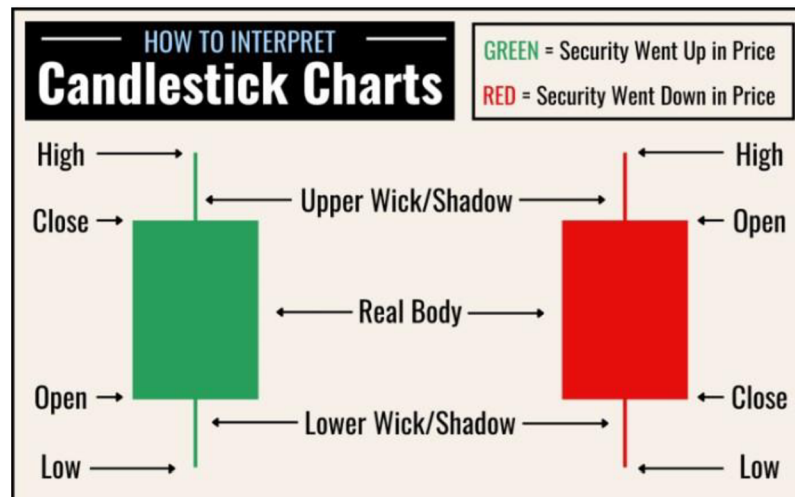 HOW TO INTERPRET
Candlestick Charts
GREEN = Security Went Up in Price
RED = Security Went Down in Price
High
High
Upper Wick/Shadow
Close
Open
Real Body
Open
Close
Lower Wick/Shadow
Low
Low